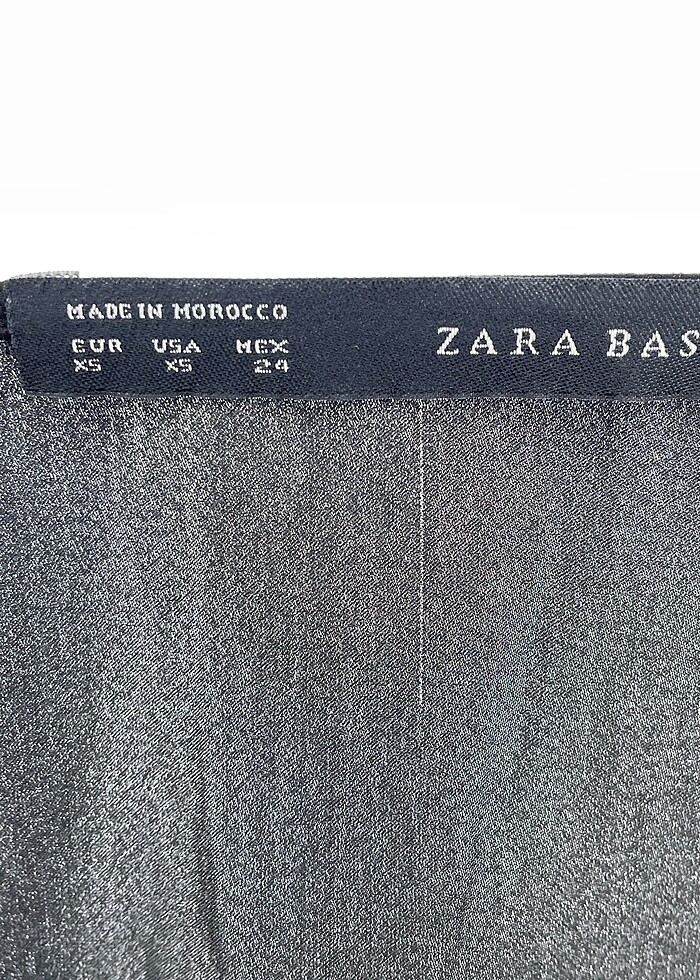 MADE IN MOROCCO
EUR USA MEX
XS XS 24
ZARA BAS